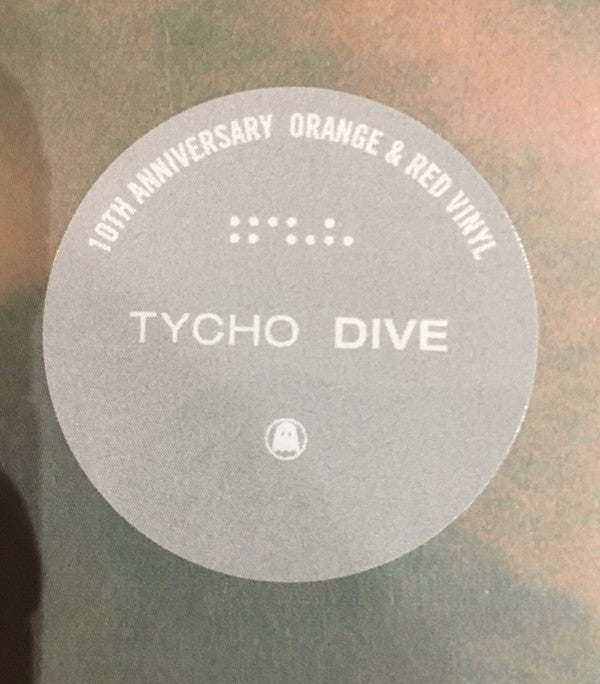 10TH ANNIVERSARY ORANGE & RED VINYL
TYCHO DIVE